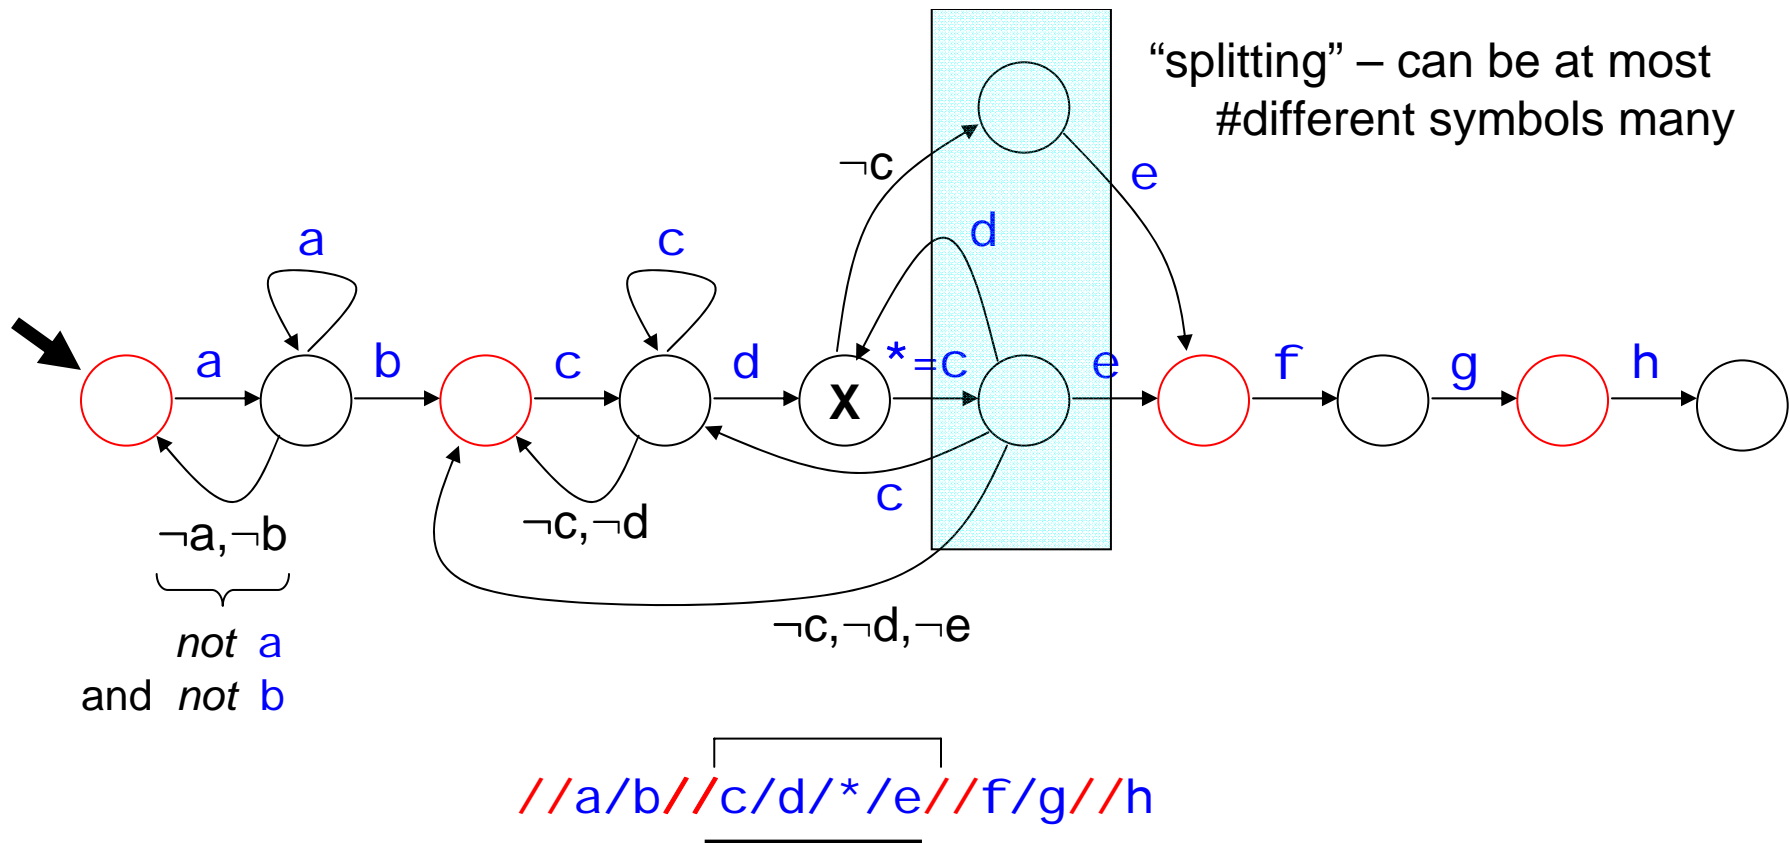 “splitting” – can be at most
#different symbols many
¬c
e
d
a
c
a
b
c
d
X
*=c
e
f
g
h
c
¬a,¬b
¬c,¬d
¬c,¬d,¬e
not a
and not b
//a/b//c/d/*/e//f/g//h